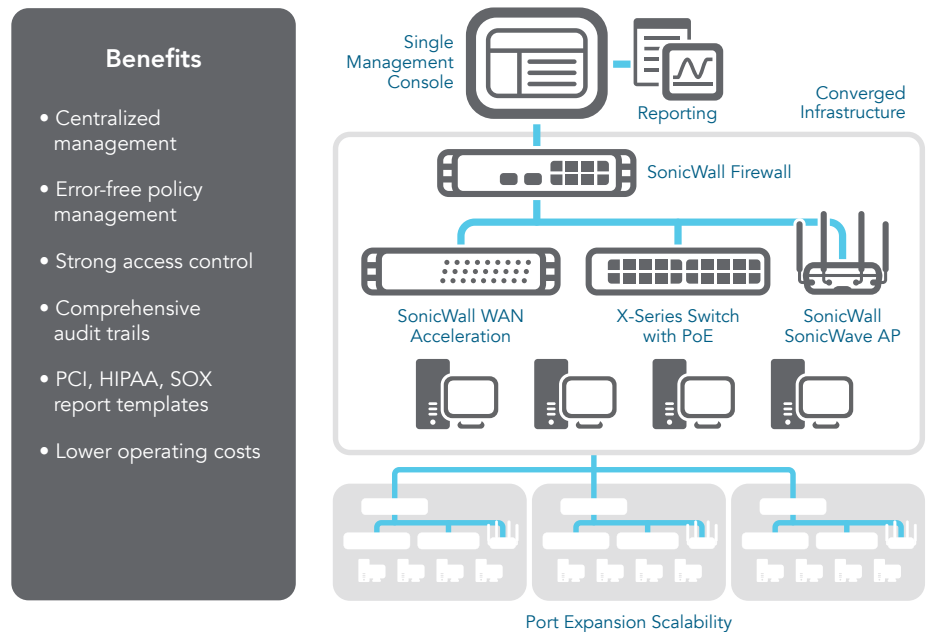 Benefits
• Centralized
management
• Error-free policy
management
• Strong access control
• Comprehensive
audit trails
• PCI, HIPAA, SOX
report templates
• Lower operating costs
Single
Management
Console
Reporting
Converged
Infrastructure
SonicWall Firewall
SonicWall WAN
Acceleration
X-Series Switch
with PoE
SonicWall
SonicWave AP
Port Expansion Scalability